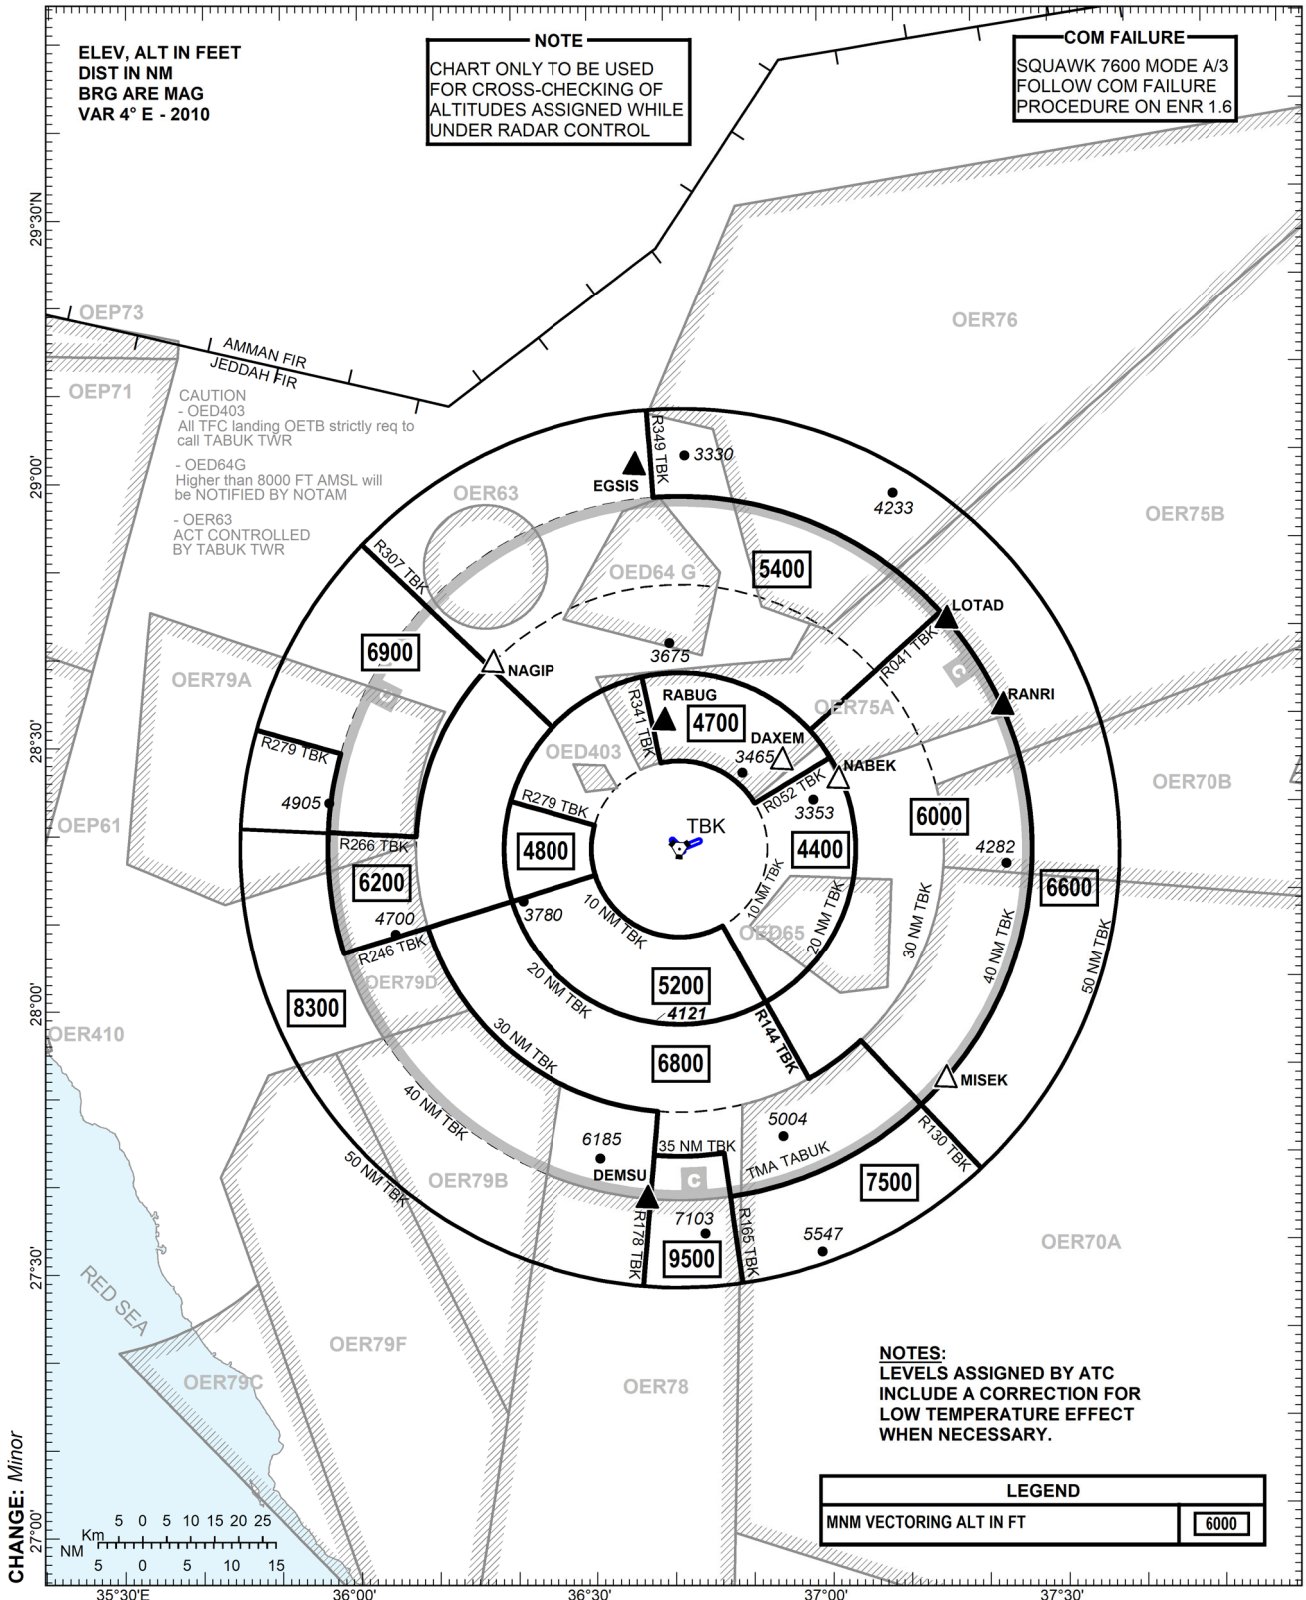 ELEV, ALT IN FEET
DIST IN NM
BRG ARE MAG
VAR 4° E - 2010
NOTE
CHART ONLY TO BE USED
FOR CROSS-CHECKING OF
ALTITUDES ASSIGNED WHILE
UNDER RADAR CONTROL
COM FAILURE
SQUAWK 7600 MODE A/3
FOLLOW COM FAILURE
PROCEDURE ON ENR 1.6
29°30'N
OEP73
OER76
AMMAN FIR
JEDDAH FIR
OEP71
CAUTION
- OED403
All TFC landing OETB strictly req to
call TABUK TWR
- OED64G
Higher than 8000 FT AMSL will
be NOTIFIED BY NOTAM
- OER63
ACT CONTROLLED
BY TABUK TWR
29°00'
R349 TBK
3330
EGSIS
OER63
4233
OER75B
R307 TBK
OED64 G
5400
LOTAD
6900
3675
R041 TBK
C
NAGIP
OER79A
C
RANRI
RABUG
R341 TBK
4700
OER75A
28°30'
R279 TBK
OED403
DAXEM
3465
NABEK
OER70B
4905
R279 TBK
R052 TBK
3353
6000
OEP61
TBK
R266 TBK
4800
4400
4282
6200
10 NM TBK
6600
4700
3780
10 NM TBK
20 NM TBK
30 NM TBK
R246 TBK
OED65
40 NM TBK
50 NM TBK
OER79D
20 NM TBK
5200
28°00'
8300
4121
OER410
30 NM TBK
R144 TBK
6800
MISEK
40 NM TBK
5004
R130 TBK
6185
35 NM TBK
TMA TABUK
50 NM TBK
OER79B
DEMSU
C
7500
R178 TBK
7103
R165 TBK
5547
9500
OER70A
27°30'
RED SEA
OER79F
OER79C
OER78
NOTES:
LEVELS ASSIGNED BY ATC
INCLUDE A CORRECTION FOR
LOW TEMPERATURE EFFECT
WHEN NECESSARY.
CHANGE: Minor
LEGEND
MNM VECTORING ALT IN FT
6000
27°00'
Km
5 0 5 10 15 20 25
NM
5 0 5 10 15
35°30'E
36°00'
36°30'
37°00'
37°30'